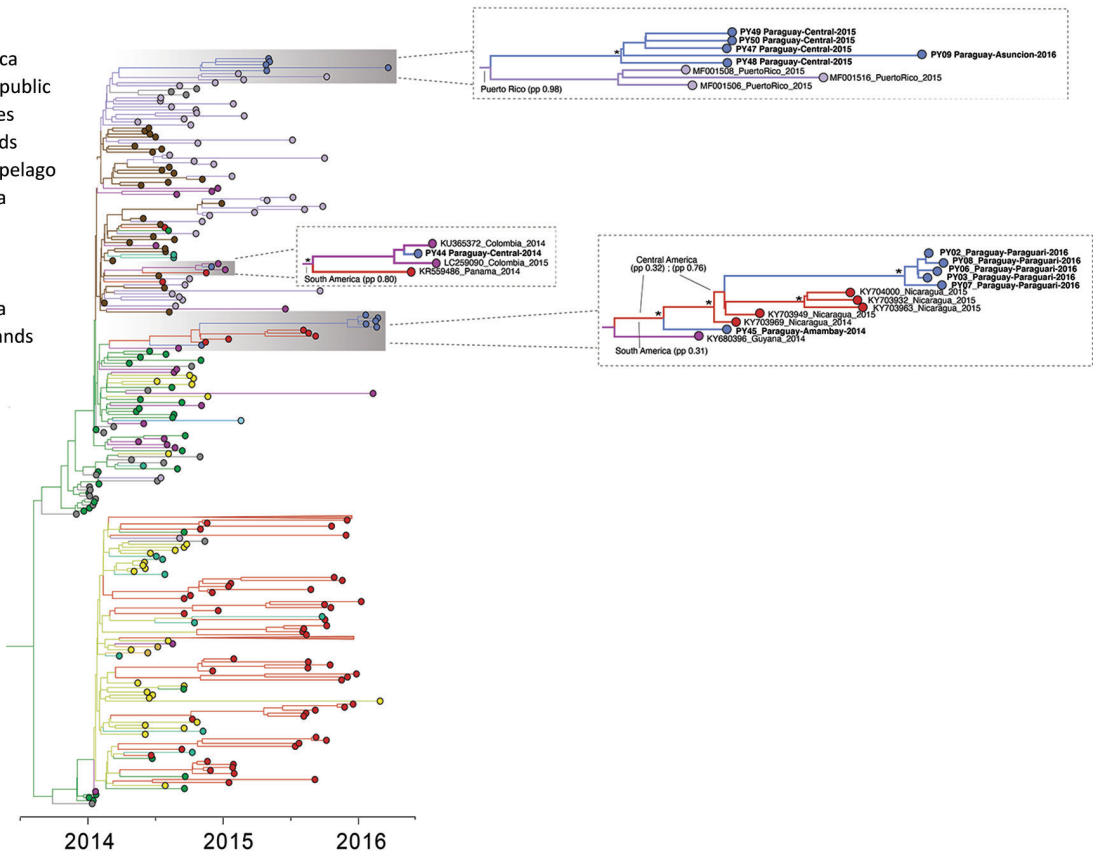 ca
public
es
ds
pelago
a
a
nds
PY49 Paraguay-Central-2015
PY50 Paraguay-Central-2015
PY47 Paraguay-Central-2015
PY09 Paraguay-Asuncion-2016
PY48 Paraguay-Central-2015
MF001508_PuertoRico_2015
MF001516_PuertoRico_2015
MF001506_PuertoRico_2015
Puerto Rico (pp 0.98)
*
KU365372_Colombia_2014
PY44 Paraguay-Central-2014
LC259090_Colombia_2015
KR559486_Panama_2014
South America (pp 0.80)
*
Central America
(pp 0.32) ; (pp 0.76)
PY02_Paraguay-Paraguari-2016
PY08_Paraguay-Paraguari-2016
PY06_Paraguay-Paraguari-2016
PY03_Paraguay-Paraguari-2016
PY07_Paraguay-Paraguari-2016
KY704000_Nicaragua_2015
KY703932_Nicaragua_2015
KY703963_Nicaragua_2015
KY703949_Nicaragua_2015
KY703969_Nicaragua_2014
PY45_Paraguay-Amambay-2014
KY680396_Guyana_2014
South America (pp 0.31)
*
*
*
*
2014 2015 2016